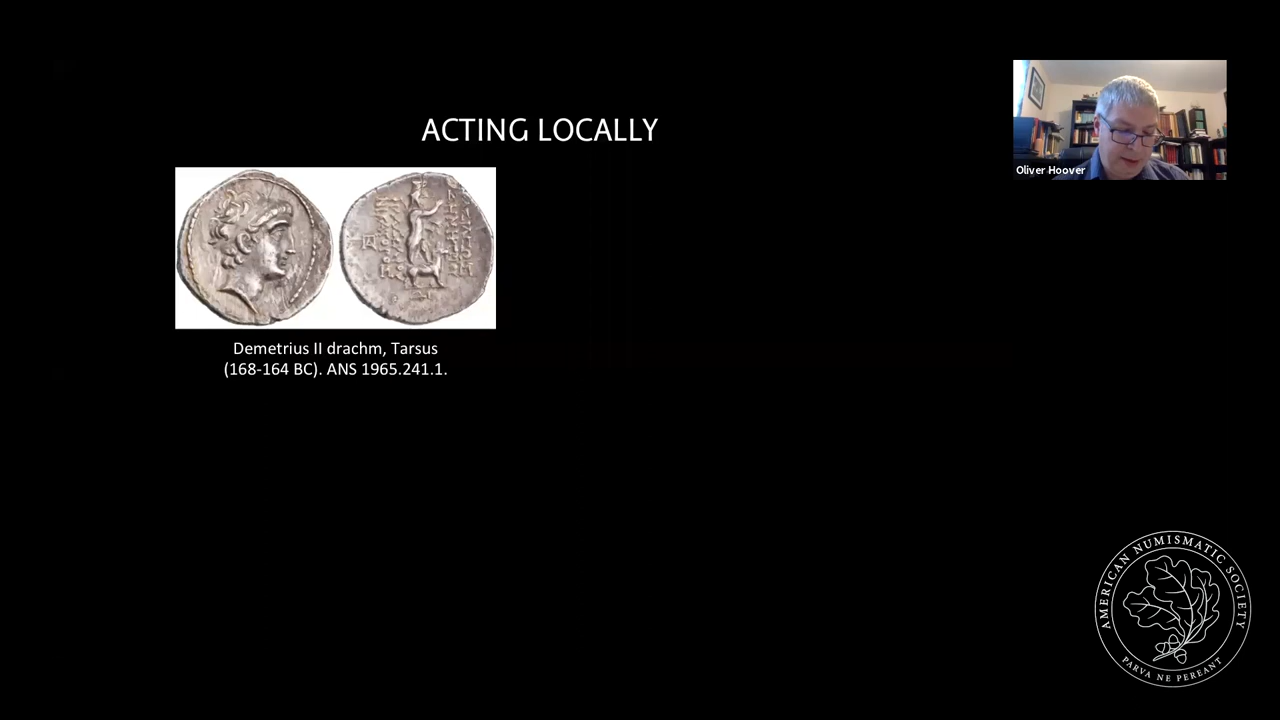 ACTING LOCALLY
Oliver Hoover
Demetrius II drachm, Tarsus
(168-164 BC). ANS 1965.241.1.
AMERICAN NUMISMATIC SOCIETY
PARVA NE PEREANT